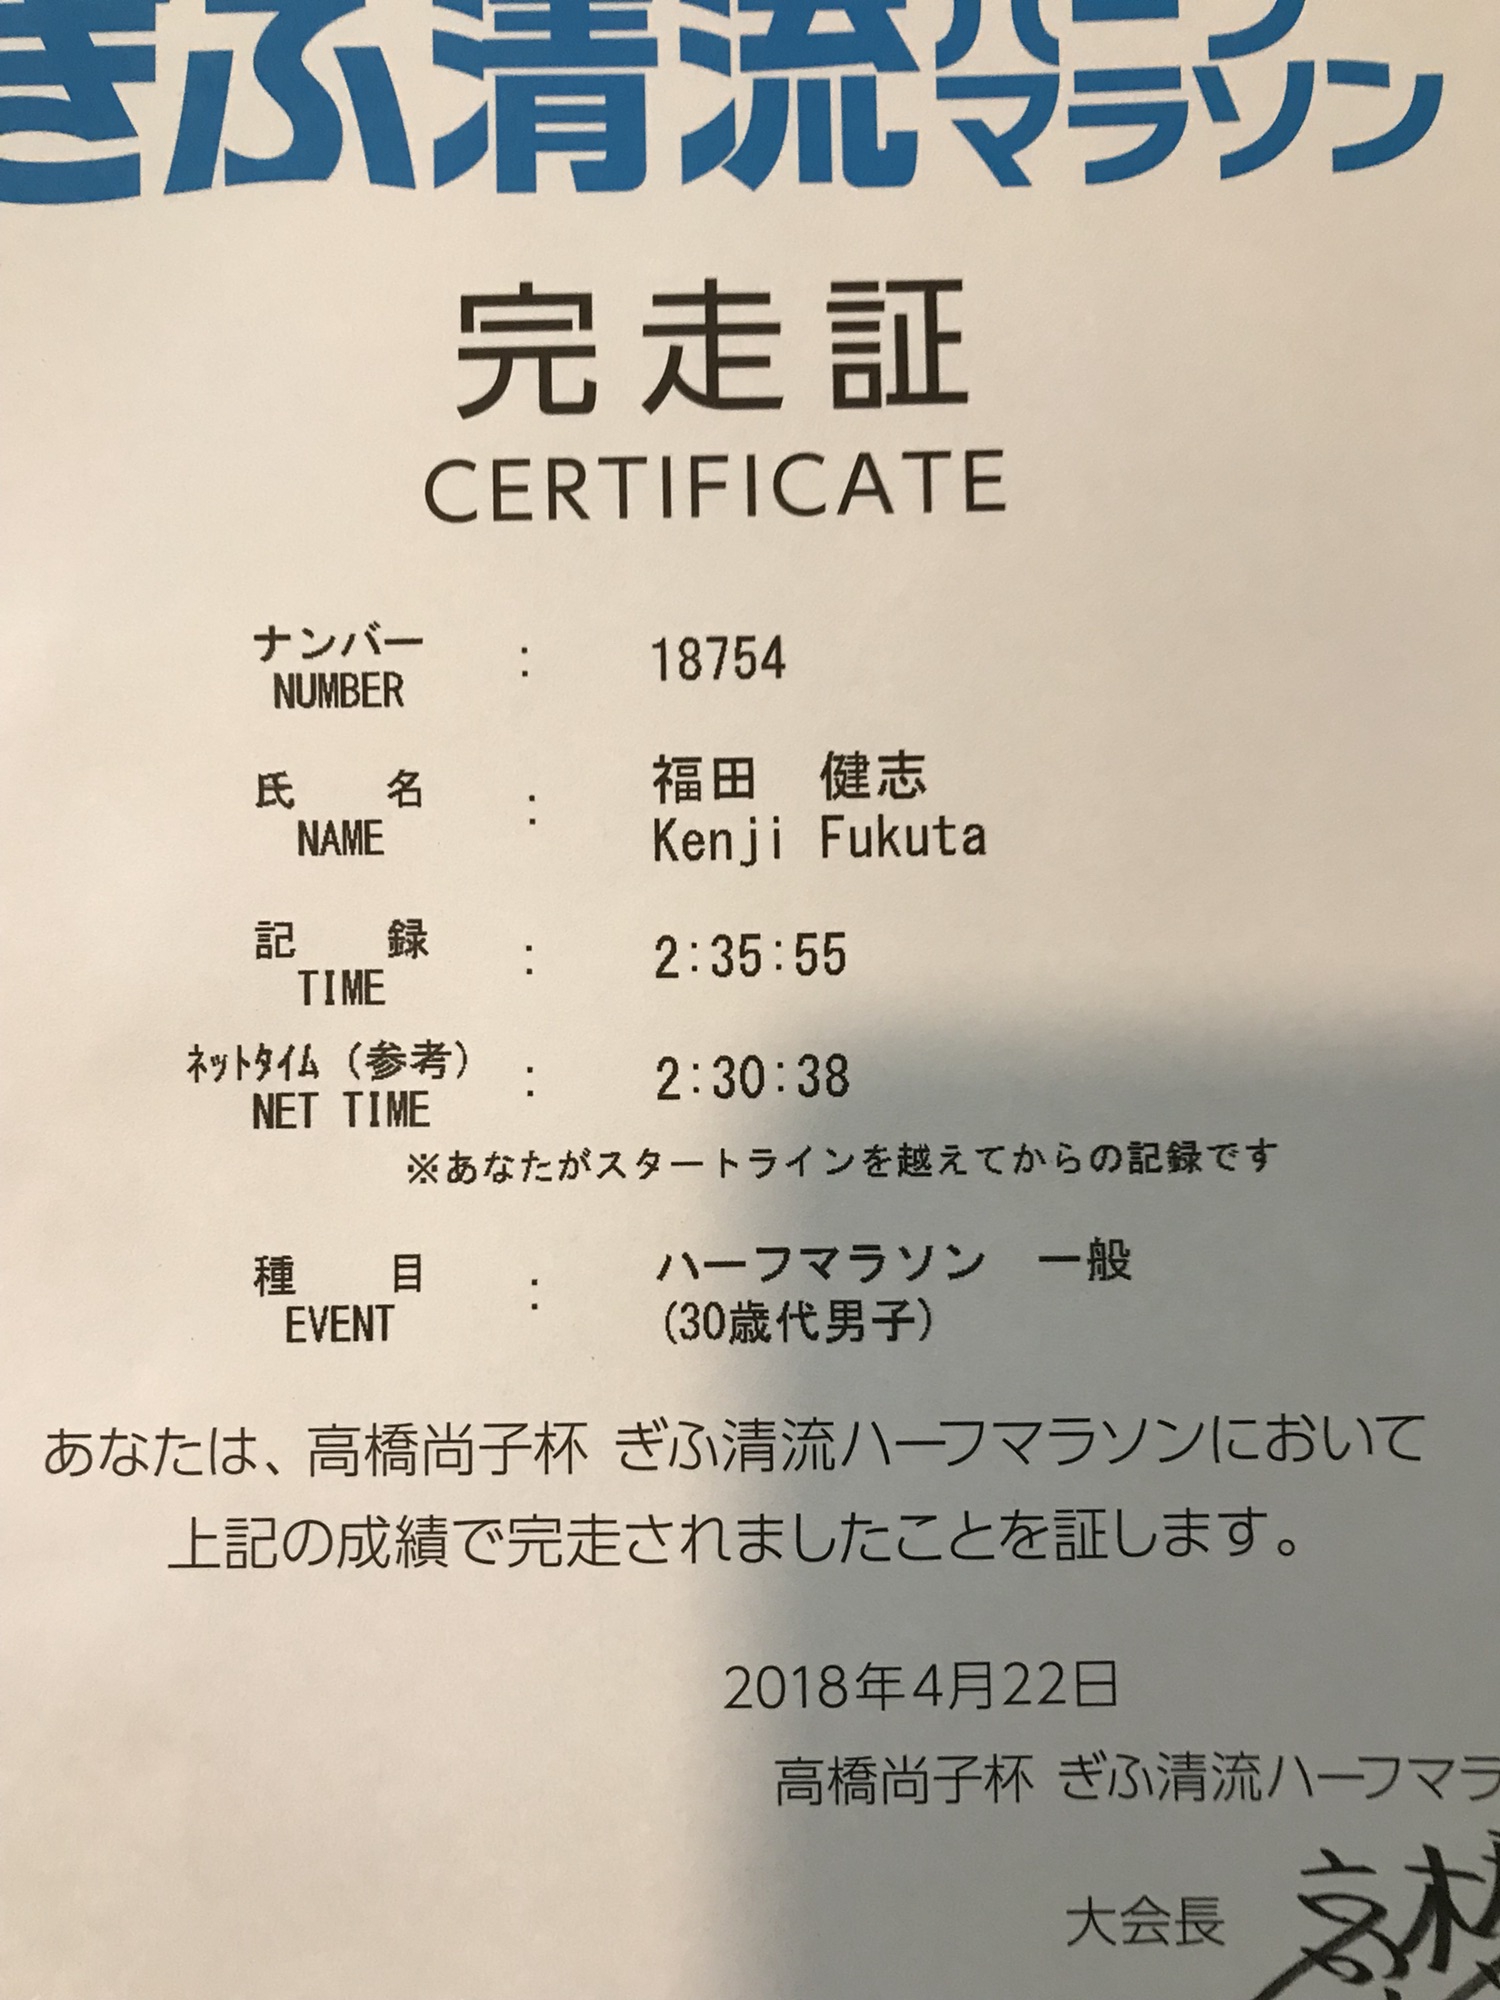 ぎふ清流ハーフ
マラソン
完走証
CERTIFICATE
ナンバー : 18754
NUMBER
氏 名 : 福田 健志
NAME Kenji Fukuta
記 録 : 2:35:55
TIME
ネットタイム (参考) : 2:30:38
NET TIME
※あなたがスタートラインを越えてからの記録です
種 目 : ハーフマラソン 一般
EVENT (30歳代男子)
あなたは、高橋尚子杯 ぎふ清流ハーフマラソンにおいて
上記の成績で完走されましたことを証します。
2018年4月22日
高橋尚子杯 ぎふ清流ハーフマラ
大会長 高橋